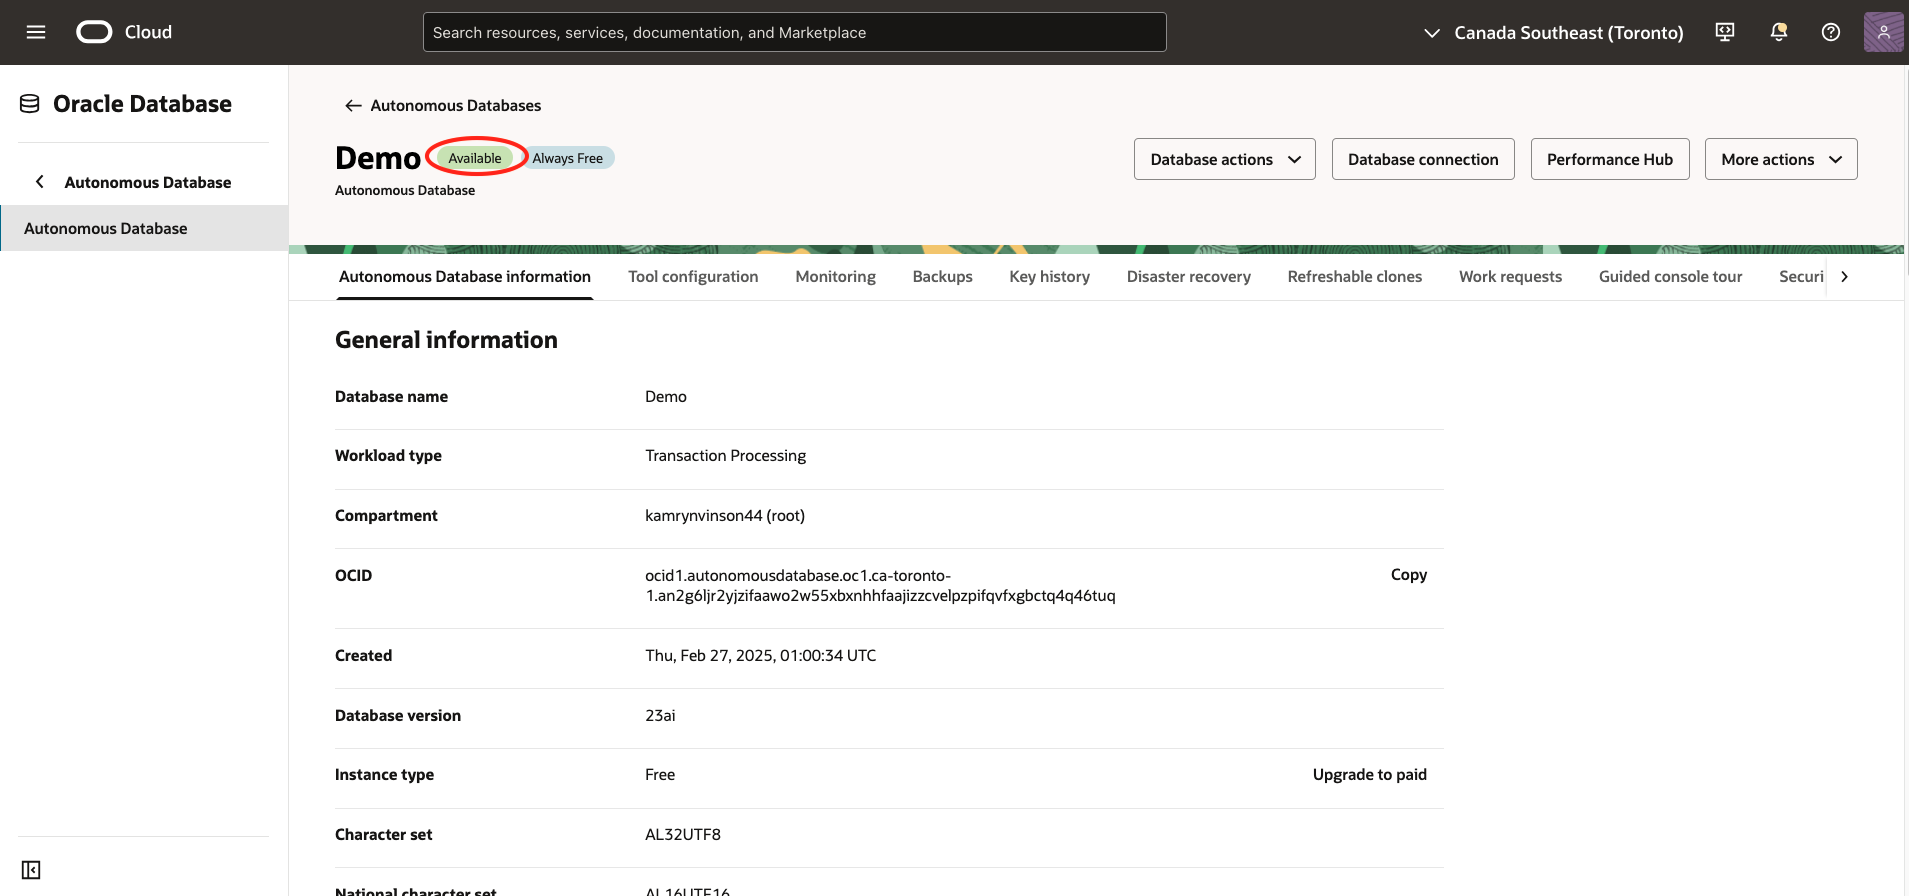 Cloud
Search resources, services, documentation, and Marketplace
Canada Southeast (Toronto)
Oracle Database
Autonomous Database
Autonomous Database
Autonomous Databases
Demo Available Always Free
Autonomous Database
Database actions
Database connection
Performance Hub
More actions
Autonomous Database information
Tool configuration
Monitoring
Backups
Key history
Disaster recovery
Refreshable clones
Work requests
Guided console tour
Securi
General information
Database name Demo
Workload type Transaction Processing
Compartment kamrynvinson44 (root)
OCID ocid1.autonomousdatabase.oc1.ca-toronto- Copy
1.an2g6ljr2yjzifaawo2w55xbxnhhfaajizzcvelpzpifqvfxgbctq4q46tuq
Created Thu, Feb 27, 2025, 01:00:34 UTC
Database version 23ai
Instance type Free Upgrade to paid
Character set AL32UTF8
National character set AL16UTF16